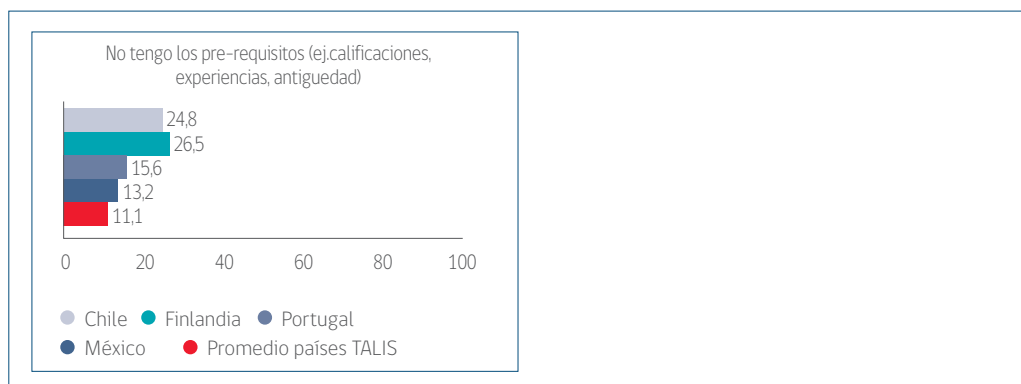 No tengo los pre-requisitos (ej.calificaciones,
experiencias, antiguedad)
24,8
26,5
15,6
13,2
11,1
0 20 40 60 80 100
Chile Finlandia Portugal
México Promedio países TALIS